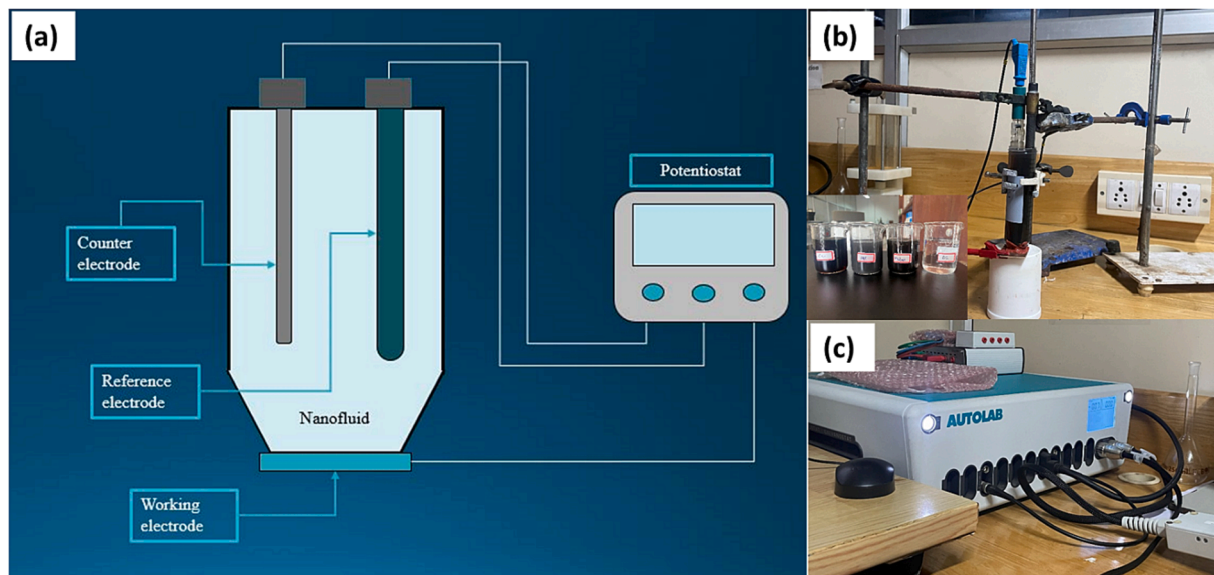 (a)
Counter
electrode
Reference
electrode
Nanofluid
Working
electrode
Potentiostat
(b)
(c)
AUTOLAB